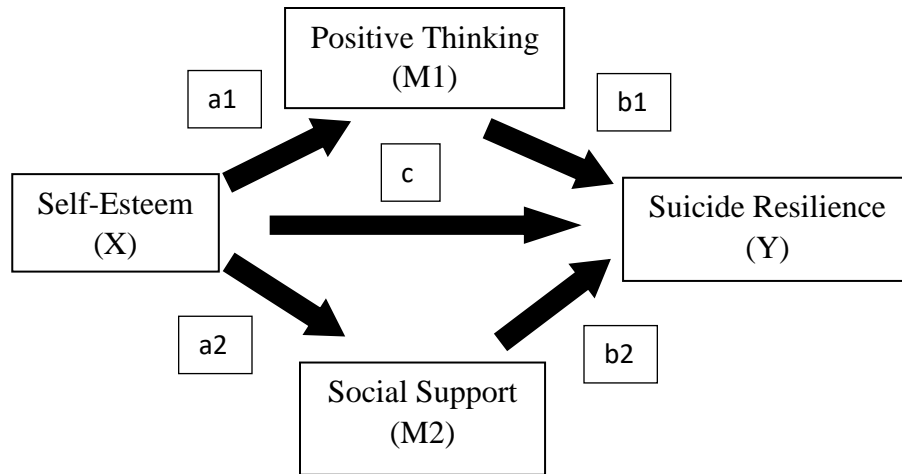 Positive Thinking
(M1)
a1
b1
c
Self-Esteem
(X)
Suicide Resilience
(Y)
a2
b2
Social Support
(M2)